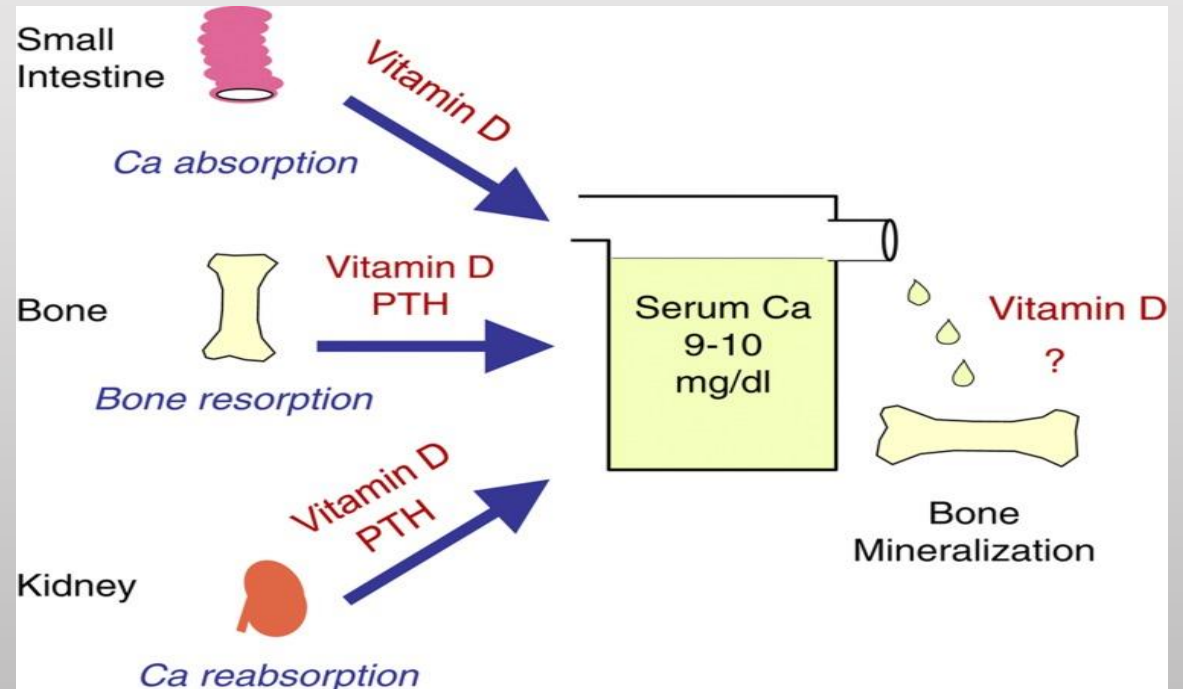 Small
Intestine
Vitamin D
Ca absorption
Bone
Vitamin D
PTH
Bone resorption
Vitamin D
PTH
Kidney
Ca reabsorption
Serum Ca
9-10
mg/dl
Vitamin D
?
Bone
Mineralization